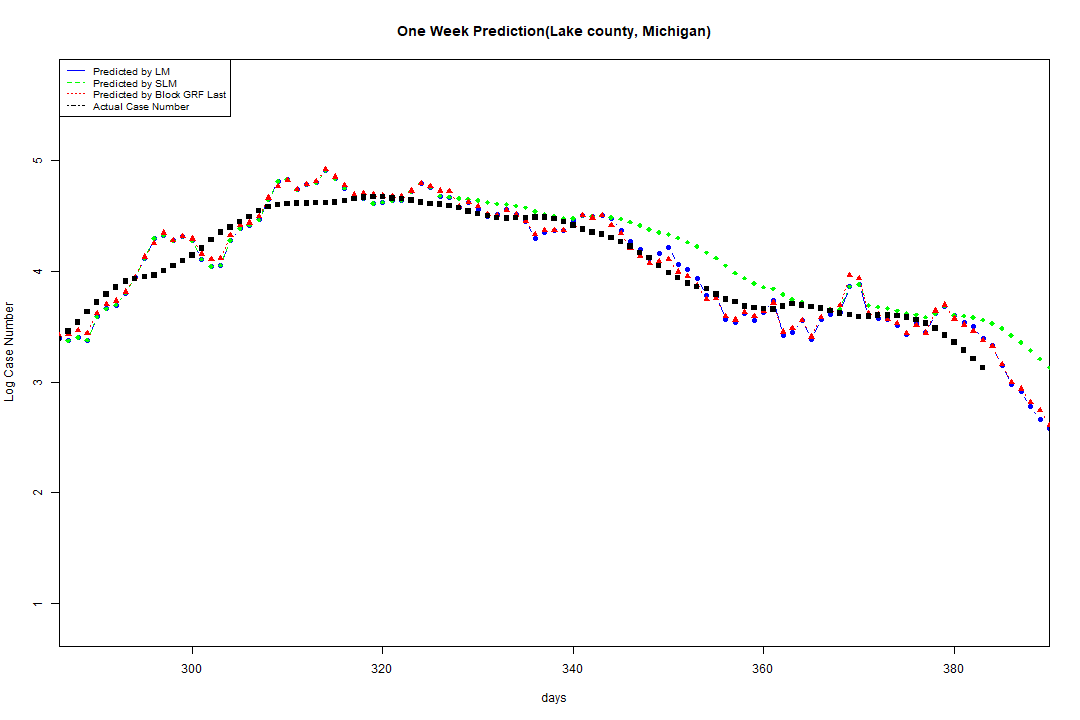 One Week Prediction(Lake county, Michigan)
Predicted by LM
Predicted by SLM
Predicted by Block GRF Last
Actual Case Number
5
4
3
2
1
Log Case Number
300 320 340 360 380
days